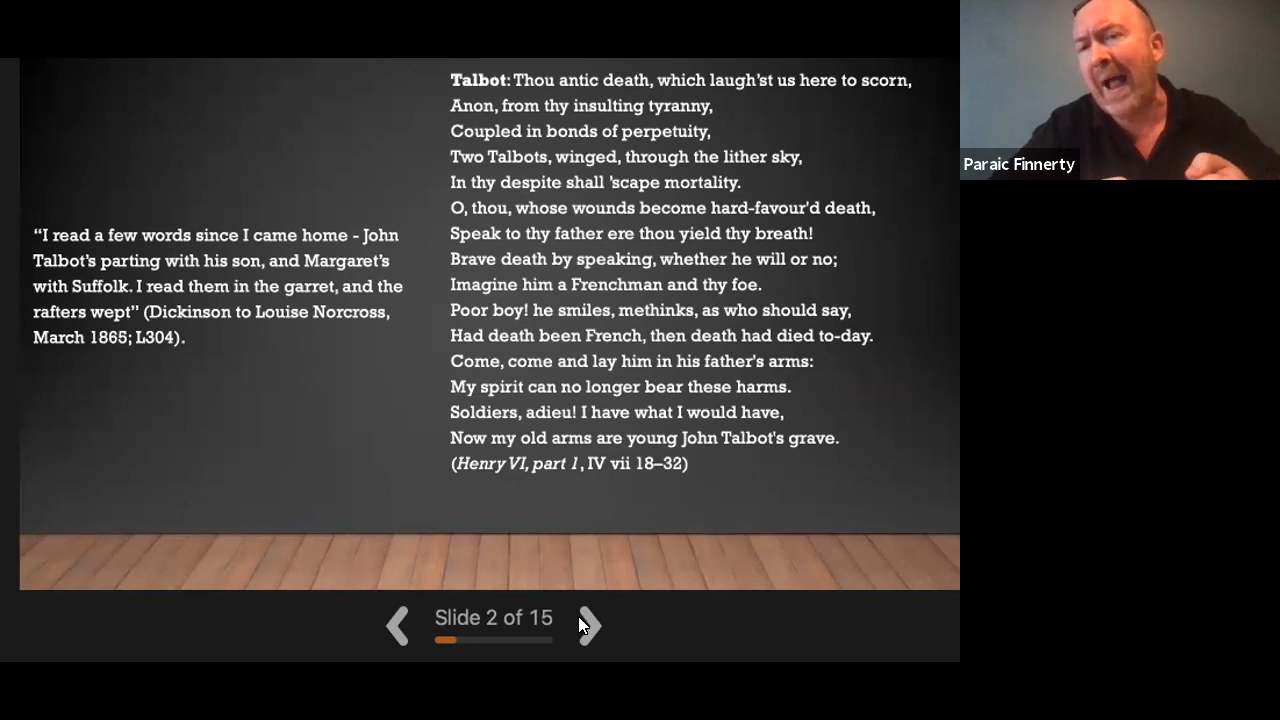 “I read a few words since I came home - John
Talbot’s parting with his son, and Margaret’s
with Suffolk. I read them in the garret, and the
rafters wept” (Dickinson to Louise Norcross,
March 1865; L304).
Talbot: Thou antic death, which laugh’st us here to scorn,
Anon, from thy insulting tyranny,
Coupled in bonds of perpetuity,
Two Talbots, winged, through the lither sky,
In thy despite shall 'scape mortality.
O, thou, whose wounds become hard-favour'd death,
Speak to thy father ere thou yield thy breath!
Brave death by speaking, whether he will or no;
Imagine him a Frenchman and thy foe.
Poor boy! he smiles, methinks, as who should say,
Had death been French, then death had died to-day.
Come, come and lay him in his father's arms:
My spirit can no longer bear these harms.
Soldiers, adieu! I have what I would have,
Now my old arms are young John Talbot's grave.
(Henry VI, part 1, IV vii 18–32)
Paraic Finnerty
Slide 2 of 15